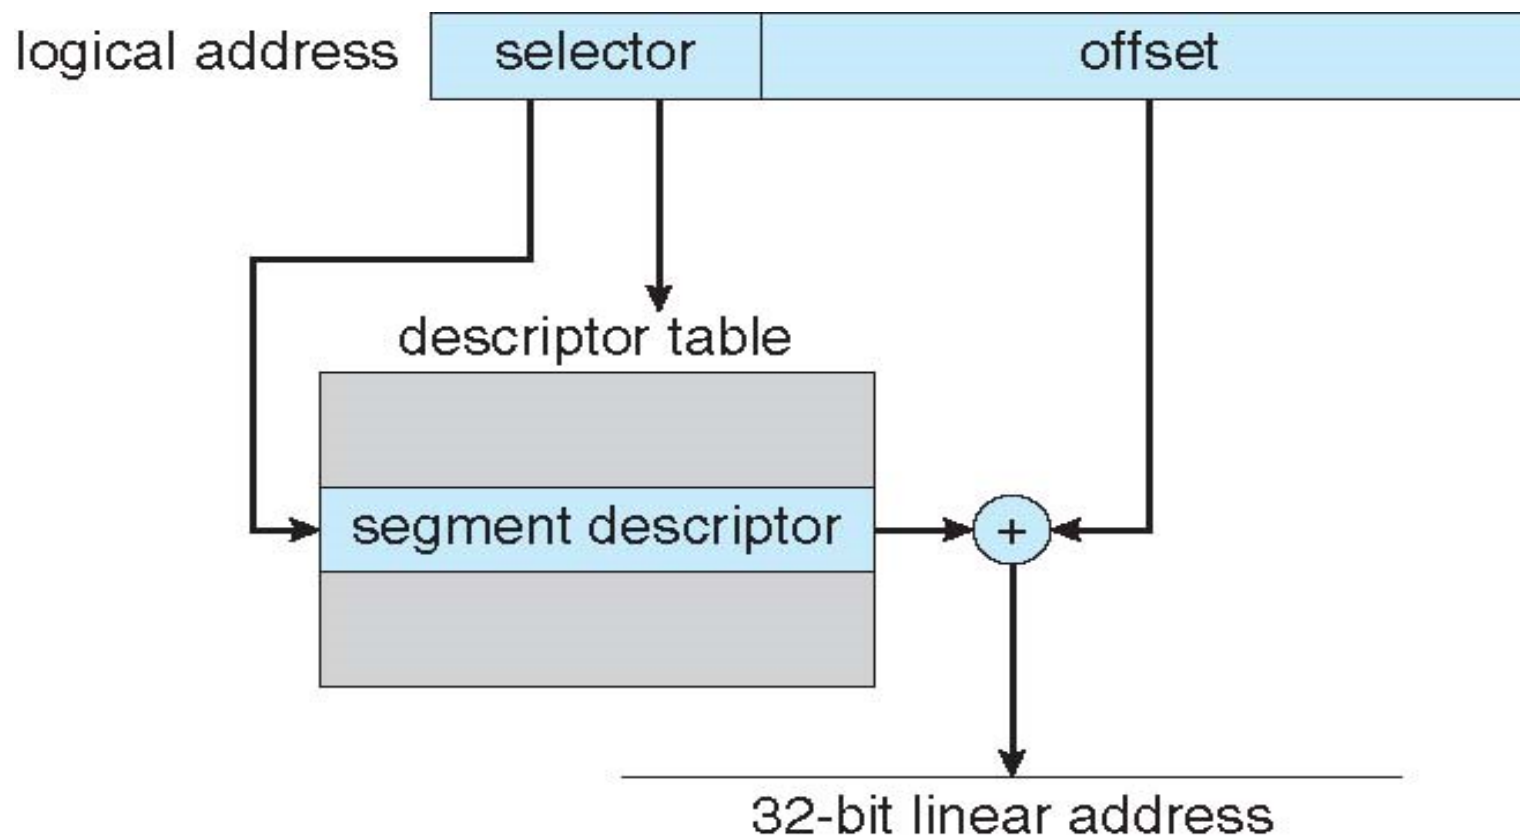 logical address selector offset
descriptor table
segment descriptor +
32-bit linear address